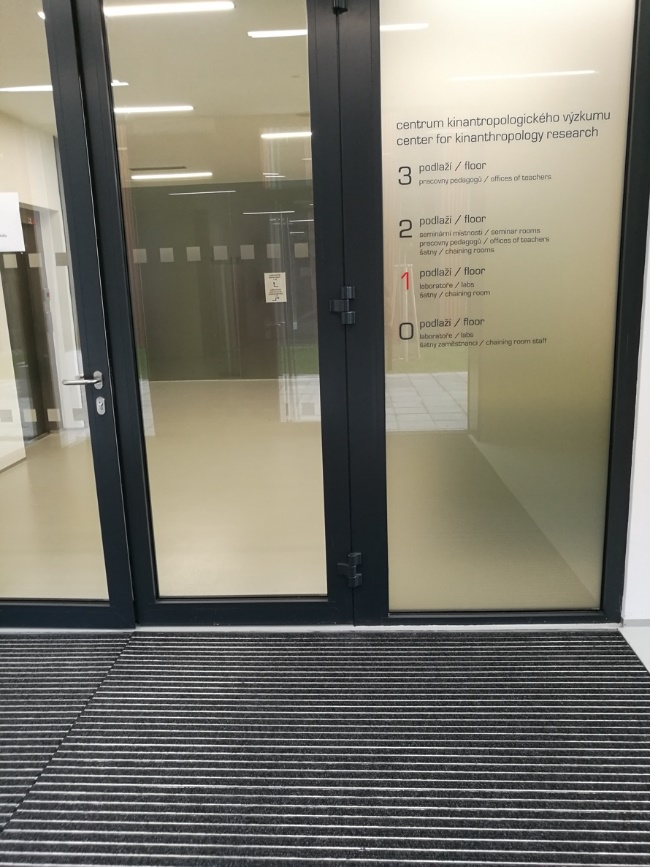 centrum kinantropologického výzkumu
center for kinanthropology research
3 podlaží / floor
pracovny pedagogů / offices of teachers
2 podlaží / floor
seminární místnosti / seminar rooms
pracovny pedagogů / offices of teachers
šatny / chaining rooms
1 podlaží / floor
laboratoře / labs
šatny / chaining room
0 podlaží / floor
laboratoře / labs
šatny zaměstnanci / chaining room staff